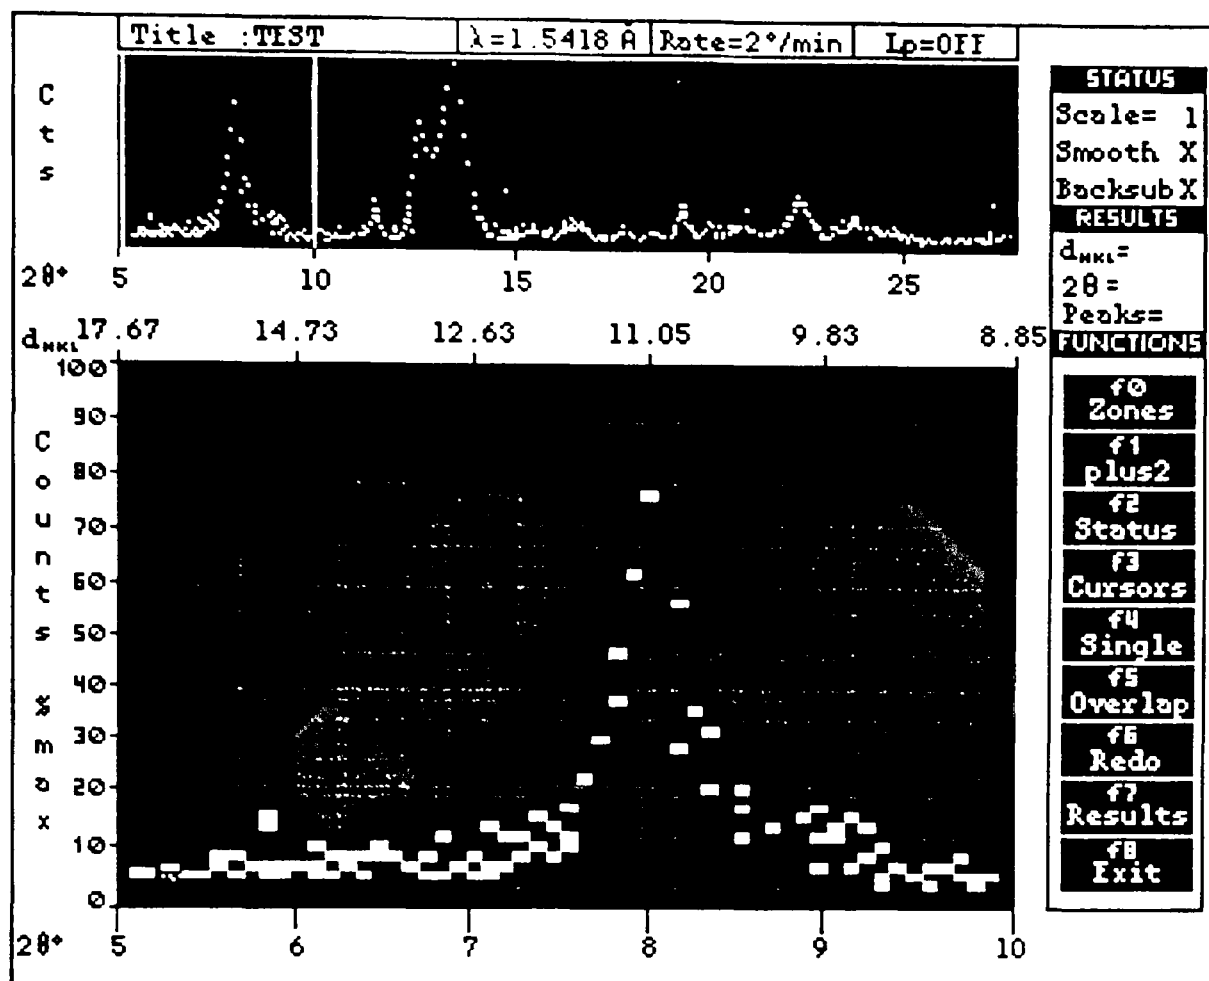 Title :TEST λ=1.5418 Å Rate=2°/min Lp=OFF
Cts
5 10 15 20 25
2θ°
dHKL 17.67 14.73 12.63 11.05 9.83 8.85
Counts %max
100
90
80
70
60
50
40
30
20
10
0
2θ° 5 6 7 8 9 10
STATUS
Scale= 1
Smooth X
Backsub X
RESULTS
dHKL=
2θ=
Peaks=
FUNCTIONS
f0
Zones
f1
plus2
f2
Status
f3
Cursors
f4
Single
f5
Overlap
f6
Redo
f7
Results
f8
Exit